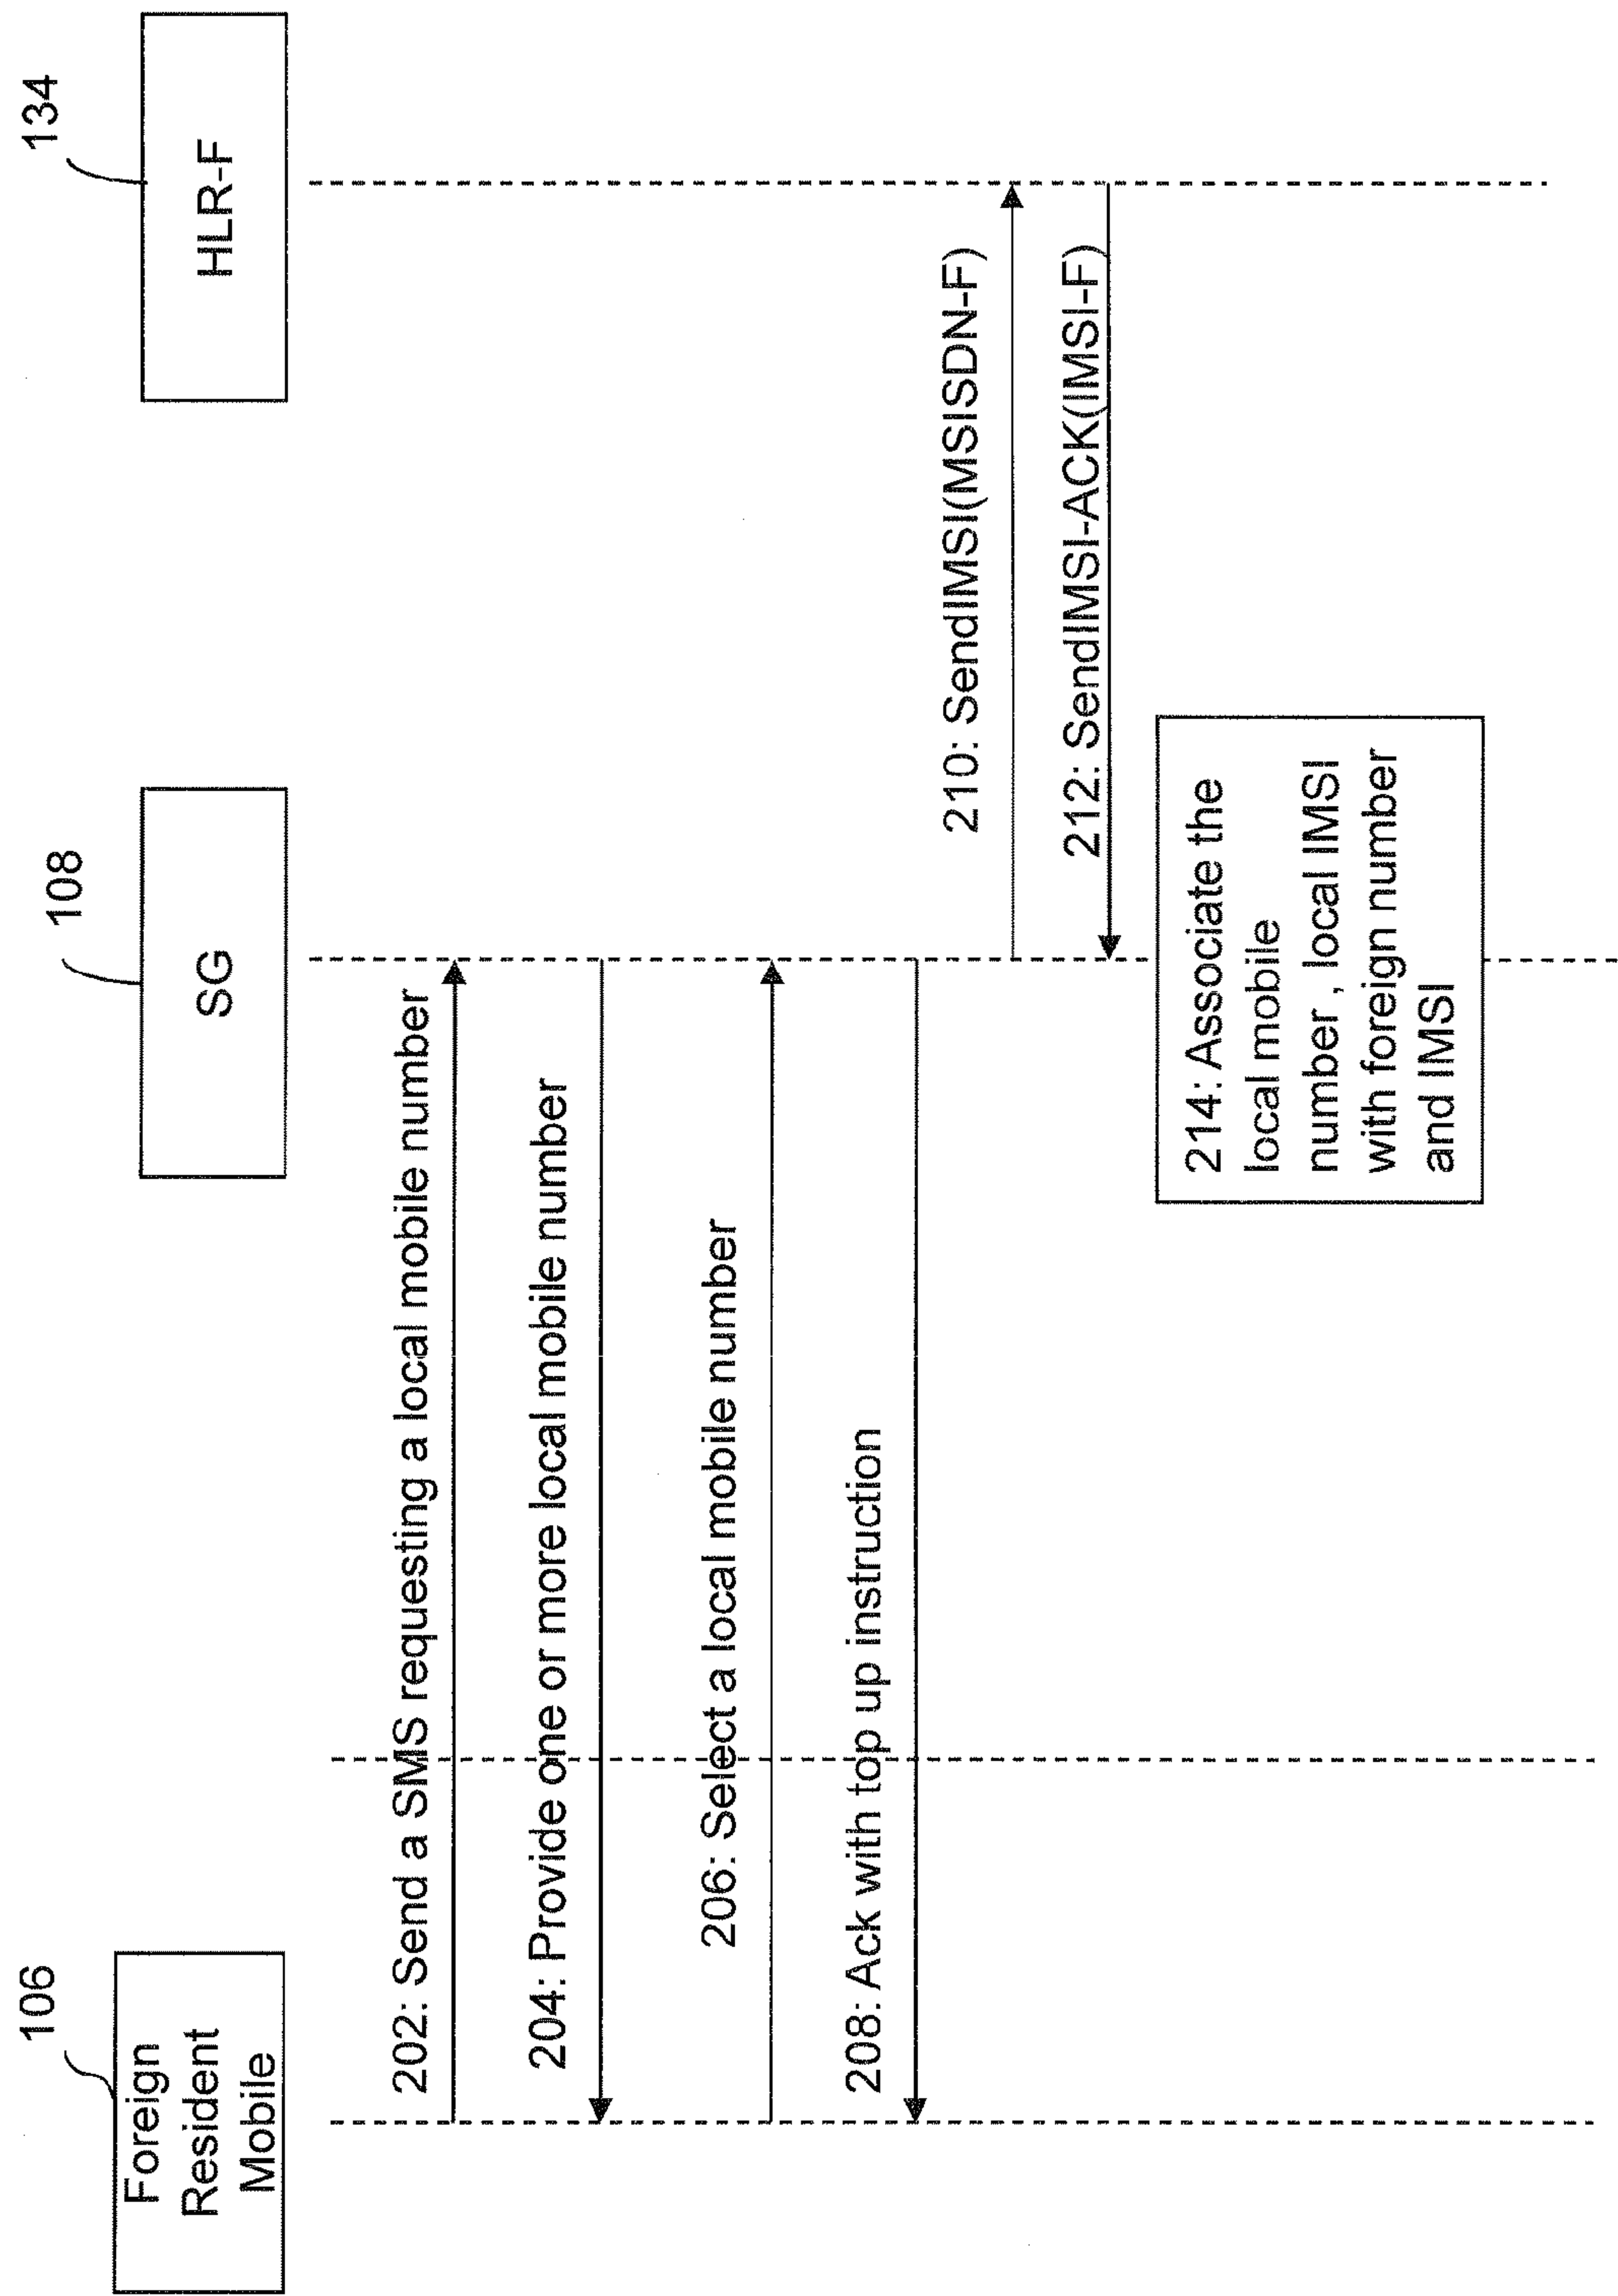 106
Foreign
Resident
Mobile
108
SG
134
HLR-F
202: Send a SMS requesting a local mobile number
204: Provide one or more local mobile number
206: Select a local mobile number
208: Ack with top up instruction
210: SendIMSI(MSISDN-F)
212: SendIMSI-ACK(IMSI-F)
214: Associate the
local mobile
number , local IMSI
with foreign number
and IMSI